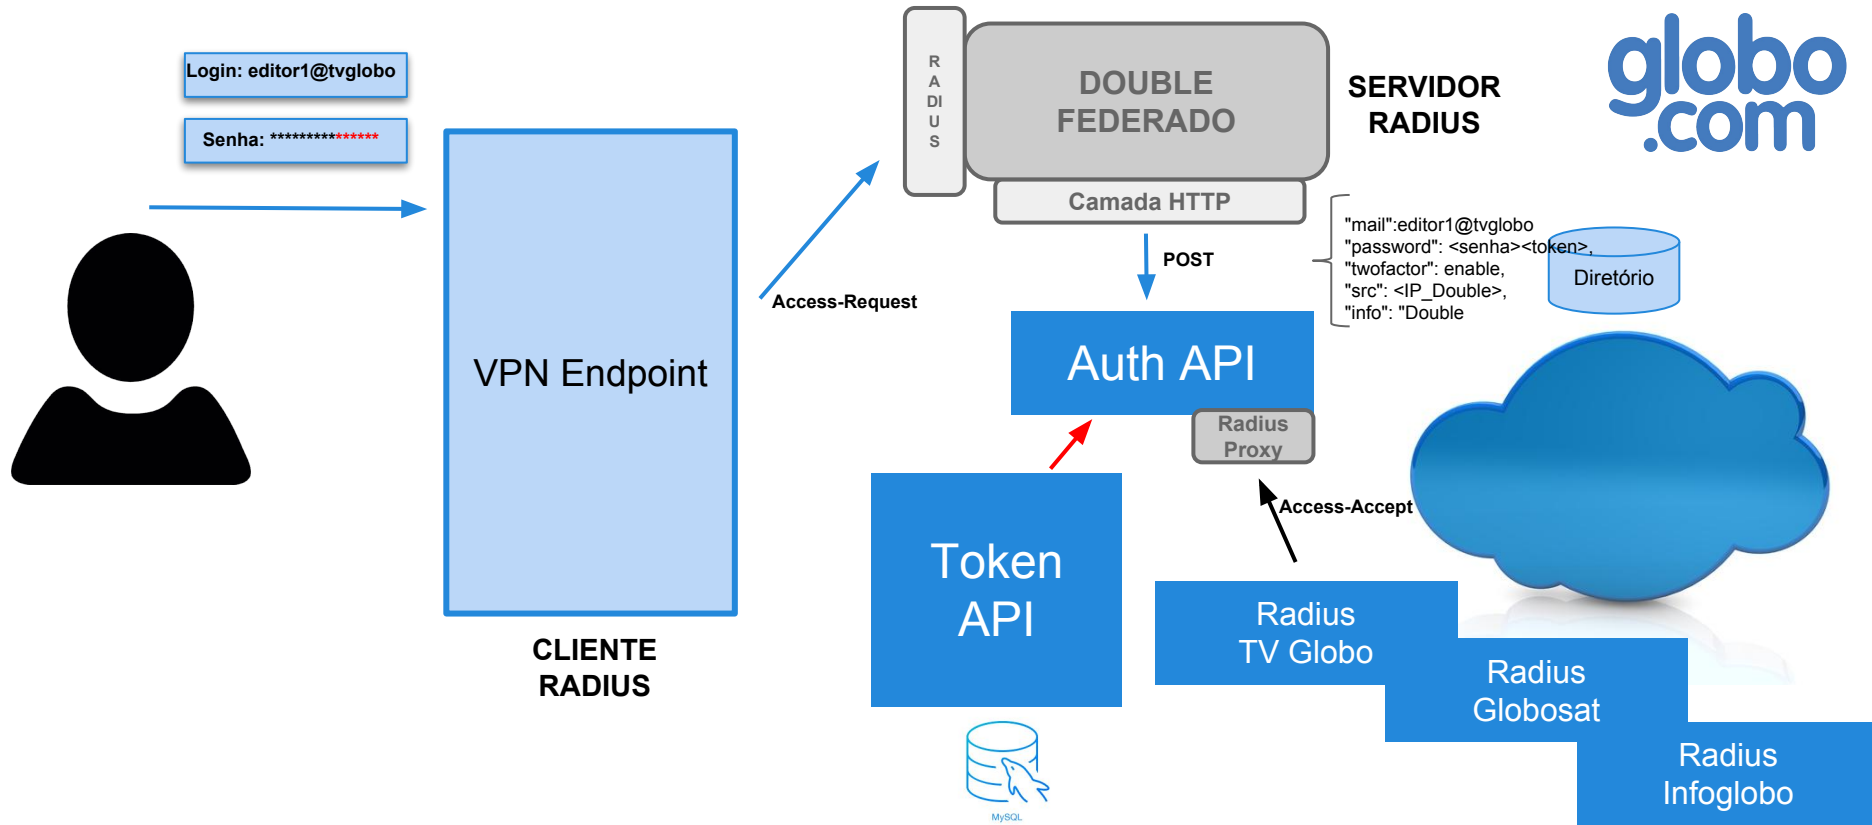 Login: editor1@tvglobo
Senha: ***************
VPN Endpoint
CLIENTE
RADIUS
Access-Request
R
A
DI
U
S
DOUBLE
FEDERADO
Camada HTTP
SERVIDOR
RADIUS
globo
.com
POST
"mail":editor1@tvglobo
"password": <senha><token>,
"twofactor": enable,
"src": <IP_Double>,
"info": "Double
Diretório
Auth API
Radius
Proxy
Access-Accept
Token
API
MySQL
Radius
TV Globo
Radius
Globosat
Radius
Infoglobo